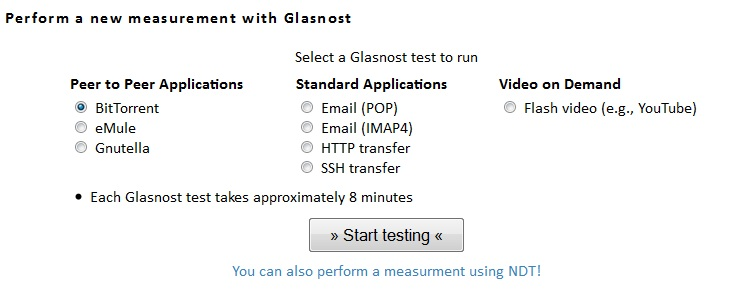 Perform a new measurement with Glasnost
Select a Glasnost test to run
Peer to Peer Applications
BitTorrent
eMule
Gnutella
Standard Applications
Email (POP)
Email (IMAP4)
HTTP transfer
SSH transfer
Video on Demand
Flash video (e.g., YouTube)
• Each Glasnost test takes approximately 8 minutes
» Start testing «
You can also perform a measurment using NDT!